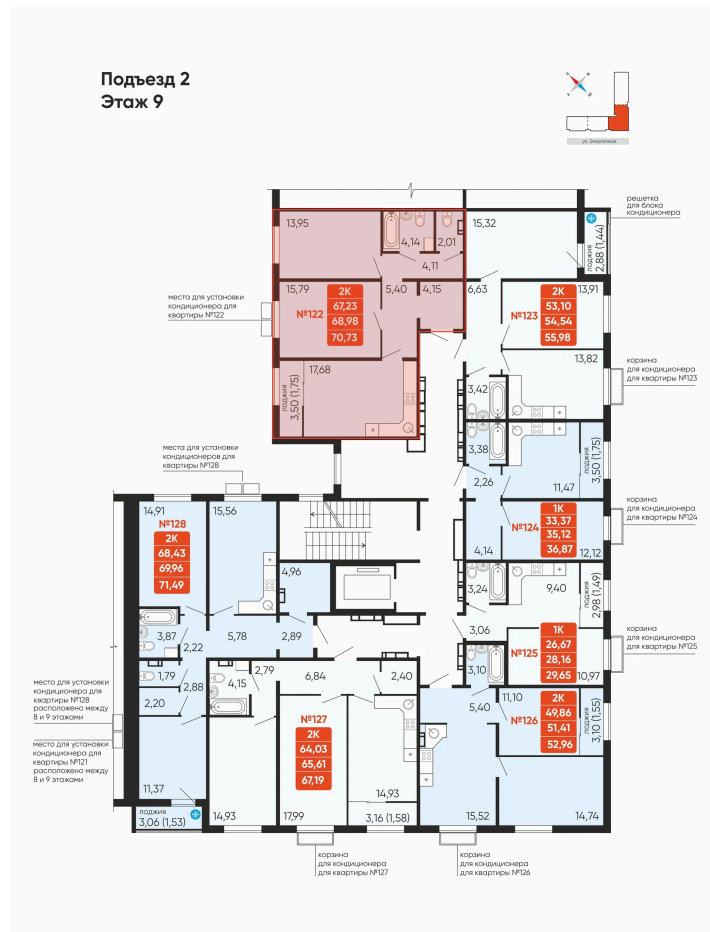 Подъезд 2
Этаж 9
ул. Энергетиков
решетка
для блока
кондиционера
13,95
4,14
2,01
15,32
лоджия
2,88 (1,44)
4,11
15,79
5,40
4,15
6,63
13,91
места для установки
кондиционера для
квартиры №122
№122
2К
67,23
68,98
70,73
№123
2К
53,10
54,54
55,98
17,68
лоджия
3,50 (1,75)
13,82
корзина
для кондиционера
для квартиры №123
3,42
места для установки
кондиционеров для
квартиры №128
3,38
2,26
11,47
лоджия
3,50 (1,75)
14,91
15,56
№128
2К
68,43
69,96
71,49
№124
1К
33,37
35,12
36,87
корзина
для кондиционера
для квартиры №124
4,14
12,12
4,96
3,24
9,40
лоджия
2,98 (1,49)
3,87
2,22
5,78
2,89
3,06
№125
1К
26,67
28,16
29,65
корзина
для кондиционера
для квартиры №125
10,97
1,79
2,88
2,79
4,15
6,84
2,40
3,10
место для установки
кондиционера для
квартиры №128
расположено между
8 и 9 этажами
2,20
5,40
11,10
№126
2К
49,86
51,41
52,96
лоджия
3,10 (1,55)
№127
2К
64,03
65,61
67,19
место для установки
кондиционера для
квартиры №121
расположено между
8 и 9 этажами
11,37
14,93
лоджия
3,06 (1,53)
14,93
17,99
3,16 (1,58)
15,52
14,74
корзина
для кондиционера
для квартиры №127
корзина
для кондиционера
для квартиры №126